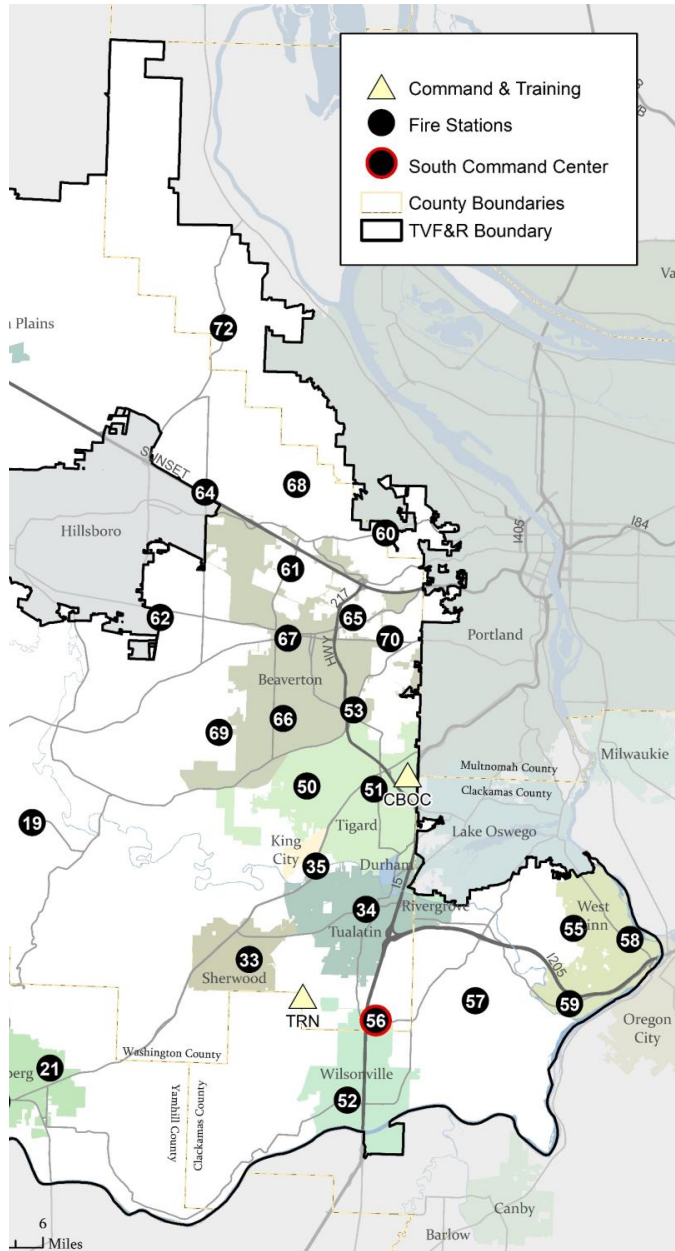 Command & Training
Fire Stations
South Command Center
County Boundaries
TVF&R Boundary
Va
Plains
72
SUNSET
68
64
Hillsboro
60
I405
I84
61
217
62
65
67
HWY
70
Portland
Beaverton
66
53
69
Milwaukie
Multnomah County
Clackamas County
50
51
CBOC
19
Tigard
Lake Oswego
King
City
35
Durham
I5
34
Rivergrove
West
Linn
55
58
Tualatin
33
Sherwood
I205
TRN
57
59
56
Oregon
City
Washington County
21
berg
Wilsonville
Yamhill County
Clackamas County
52
Canby
6
Miles
Barlow